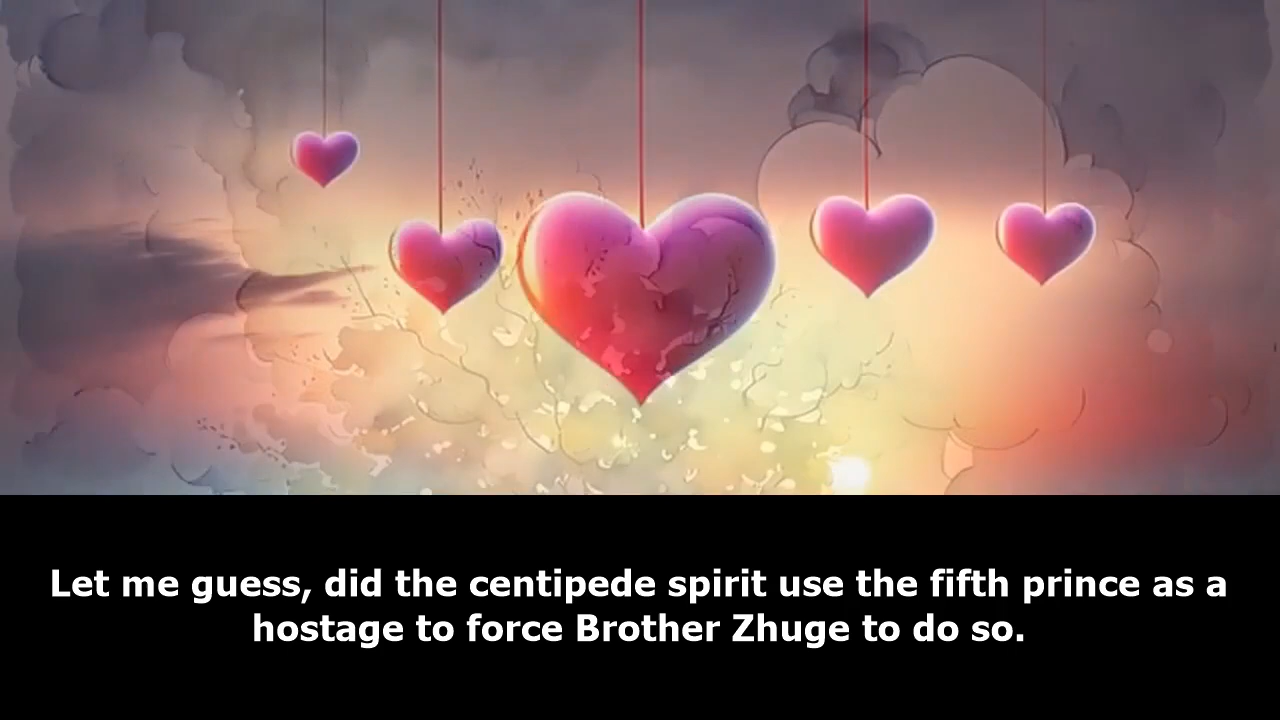 Let me guess, did the centipede spirit use the fifth prince as a
hostage to force Brother Zhuge to do so.